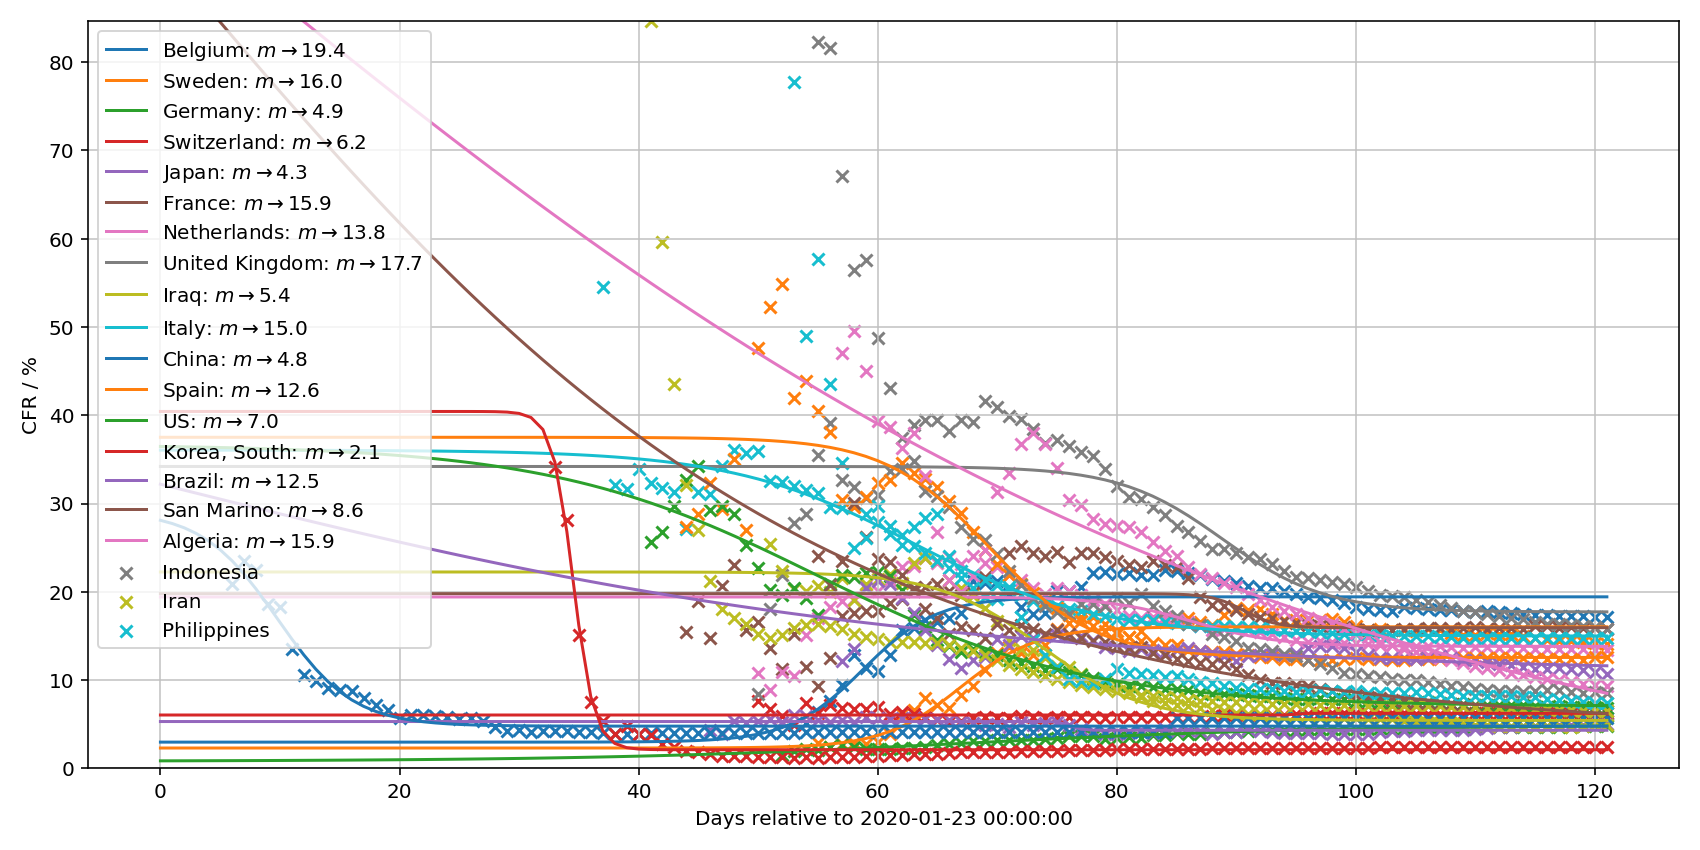 80
70
60
50
40
30
20
10
0
CFR / %
Belgium: m→19.4
Sweden: m→16.0
Germany: m→4.9
Switzerland: m→6.2
Japan: m→4.3
France: m→15.9
Netherlands: m→13.8
United Kingdom: m→17.7
Iraq: m→5.4
Italy: m→15.0
China: m→4.8
Spain: m→12.6
US: m→7.0
Korea, South: m→2.1
Brazil: m→12.5
San Marino: m→8.6
Algeria: m→15.9
Indonesia
Iran
Philippines
0 20 40 60 80 100 120
Days relative to 2020-01-23 00:00:00